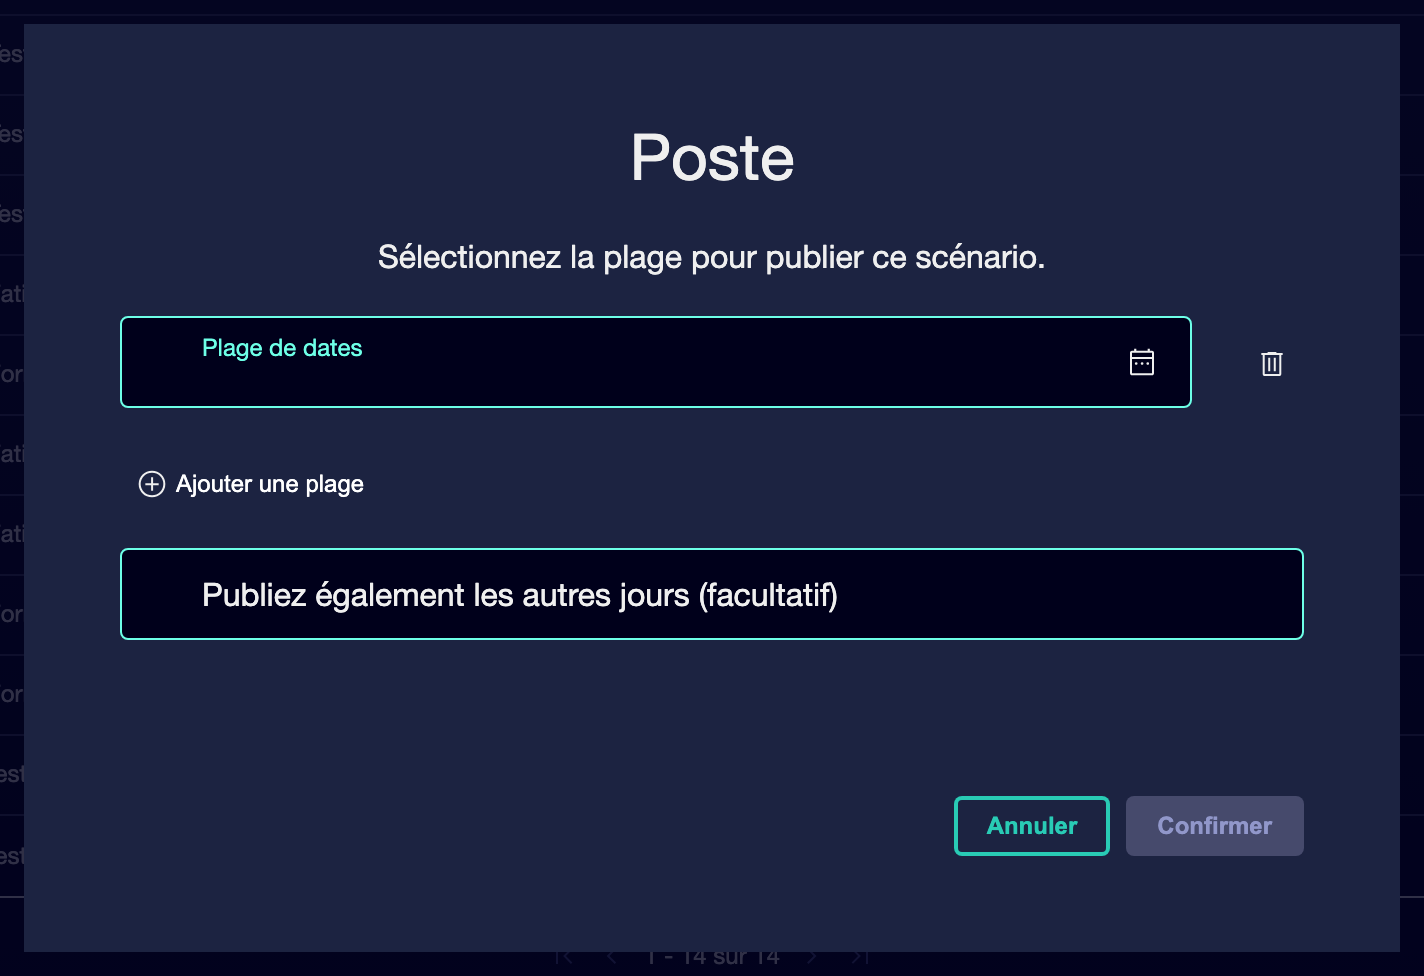 Poste
Sélectionnez la plage pour publier ce scénario.
Plage de dates
Ajouter une plage
Publiez également les autres jours (facultatif)
Annuler
Confirmer
1 - 14 sur 14